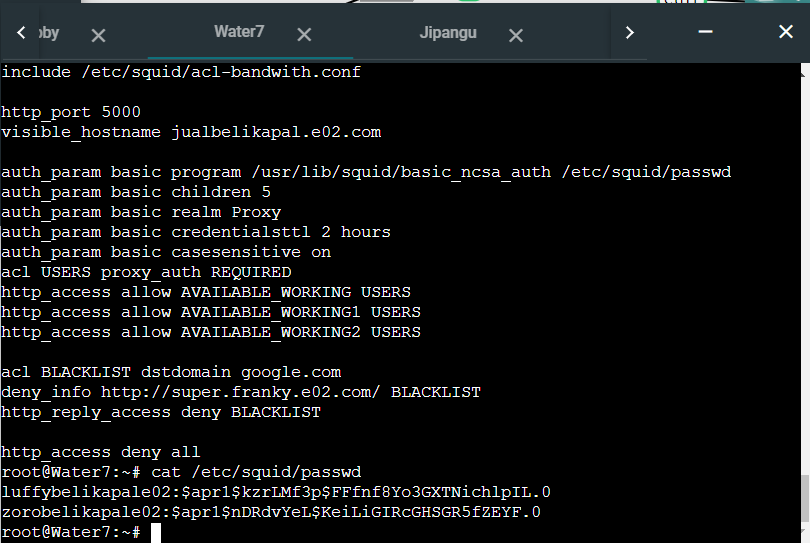 oby
Water7
Jipangu
include /etc/squid/acl-bandwith.conf
http_port 5000
visible_hostname jualbelikapal.e02.com
auth_param basic program /usr/lib/squid/basic_ncsa_auth /etc/squid/passwd
auth_param basic children 5
auth_param basic realm Proxy
auth_param basic credentialsttl 2 hours
auth_param basic casesensitive on
acl USERS proxy_auth REQUIRED
http_access allow AVAILABLE_WORKING USERS
http_access allow AVAILABLE_WORKING1 USERS
http_access allow AVAILABLE_WORKING2 USERS
acl BLACKLIST dstdomain google.com
deny_info http://super.franky.e02.com/ BLACKLIST
http_reply_access deny BLACKLIST
http_access deny all
root@Water7:~# cat /etc/squid/passwd
luffybelikapale02:$apr1$kzrLMf3p$FFfnf8Yo3GXTNichlpIL.0
zorobelikapale02:$apr1$nDRdvYeL$KeiLiGIRcGHSGR5fZEYF.0
root@Water7:~#